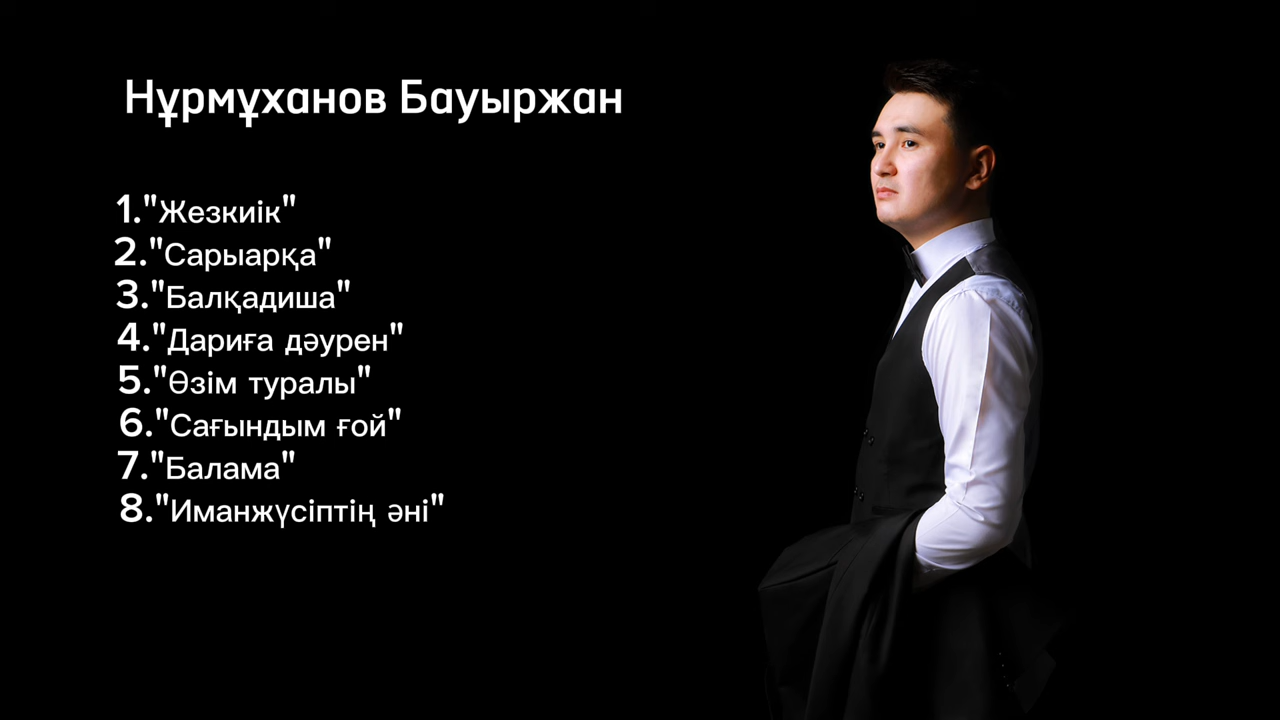 Нұрмұханов Бауыржан
1."Жезкиік"
2."Сарыарқа"
3."Балқадиша"
4."Дариға дәурен"
5."Өзім туралы"
6."Сағындым ғой"
7."Балама"
8."Иманжүсіптің әні"